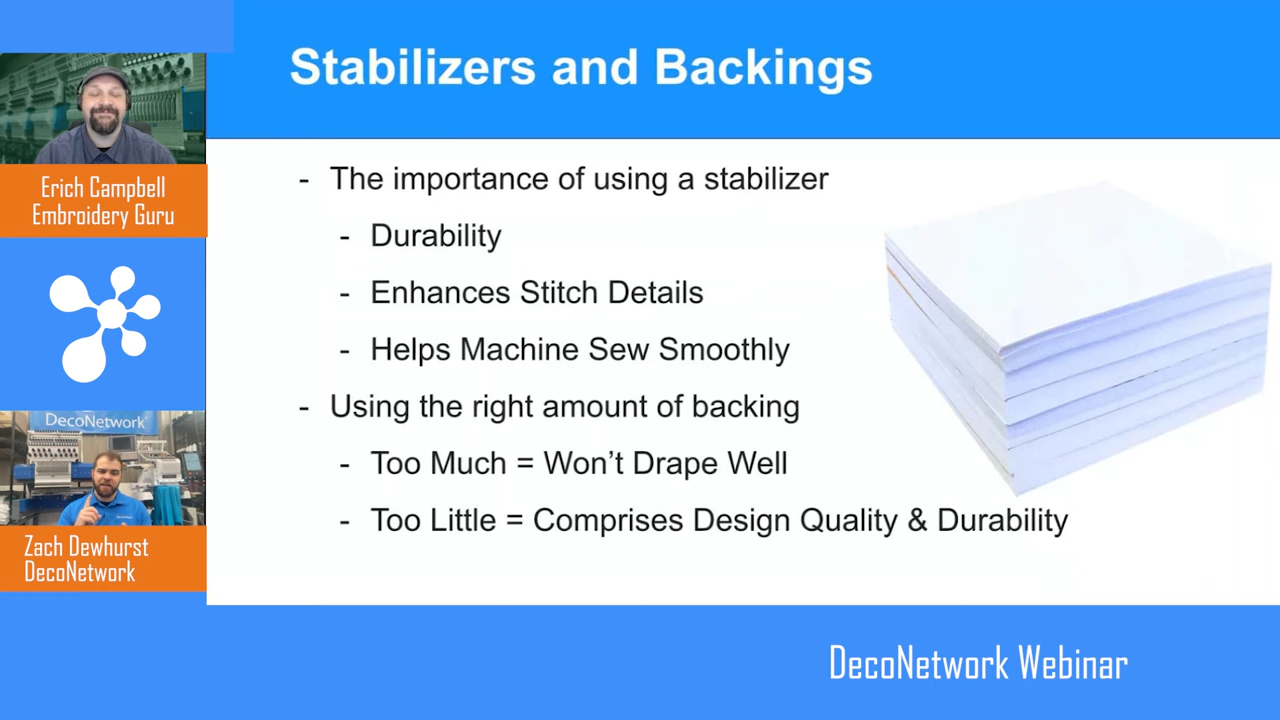 Stabilizers and Backings
Erich Campbell
Embroidery Guru
DecoNetwork
Zach Dewhurst
DecoNetwork
- The importance of using a stabilizer
- Durability
- Enhances Stitch Details
- Helps Machine Sew Smoothly
- Using the right amount of backing
- Too Much = Won’t Drape Well
- Too Little = Comprises Design Quality & Durability
DecoNetwork Webinar